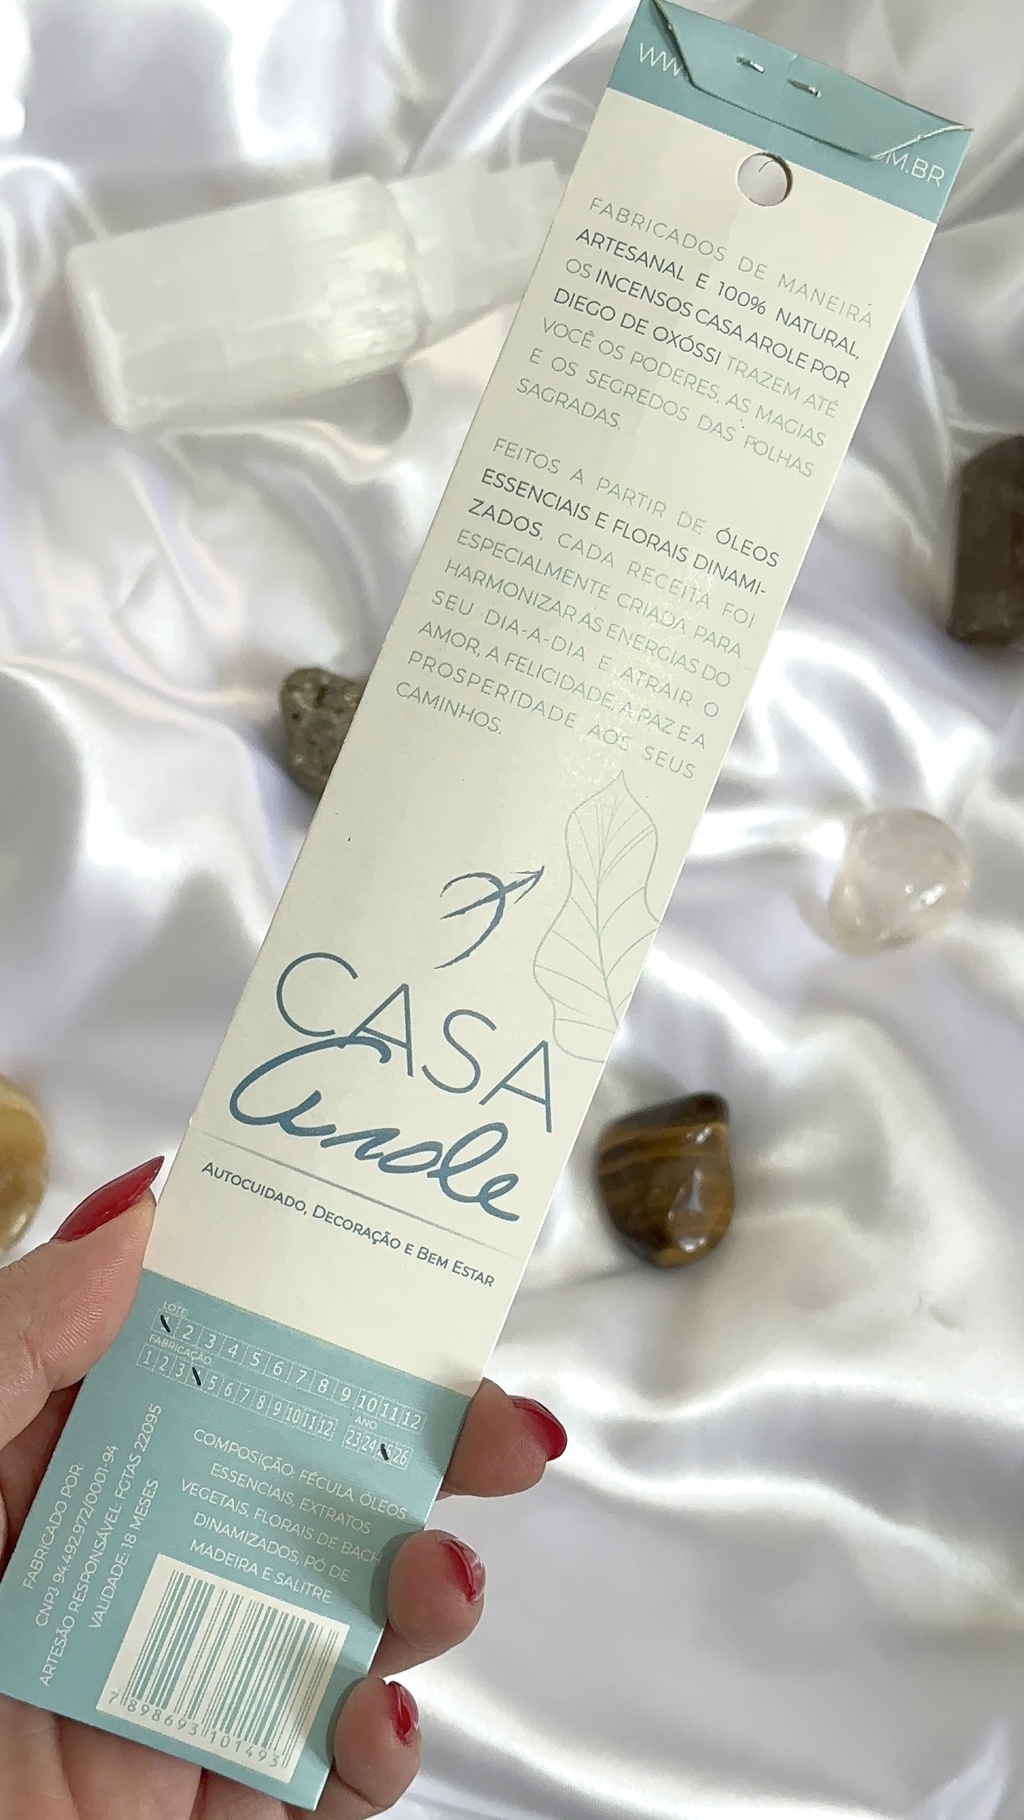 WW
OM.BR
FABRICADOS DE MANEIRA
ARTESANAL E 100% NATURAL,
OS INCENSOS CASA AROLE POR
DIEGO DE OXÓSSI TRAZEM ATÉ
VOCÊ OS PODERES, AS MAGIAS
E OS SEGREDOS DAS FOLHAS
SAGRADAS.
FEITOS A PARTIR DE ÓLEOS
ESSENCIAIS E FLORAIS DINAMI-
ZADOS, CADA RECEITA FOI
ESPECIALMENTE CRIADA PARA
HARMONIZAR AS ENERGIAS DO
SEU DIA-A-DIA E ATRAIR O
AMOR, A FELICIDADE, A PAZ E A
PROSPERIDADE AOS SEUS
CAMINHOS.
CASA
Arole
AUTOCUIDADO, DECORAÇÃO E BEM ESTAR
LOTE
2 3 4 5 6 7 8 9 10 11 12
FABRICAÇÃO
1 2 3 5 6 7 8 9 10 11 12
ANO
23 24 26
COMPOSIÇÃO: FÉCULA, ÓLEOS
ESSENCIAIS, EXTRATOS
VEGETAIS, FLORAIS DE BACH
DINAMIZADOS, PÓ DE
MADEIRA E SALITRE
FABRICADO POR:
CNPJ 94.492.972/0001-94
ARTESÃO RESPONSÁVEL: FOTAS 22095
VALIDADE: 18 MESES
7 898693 101493